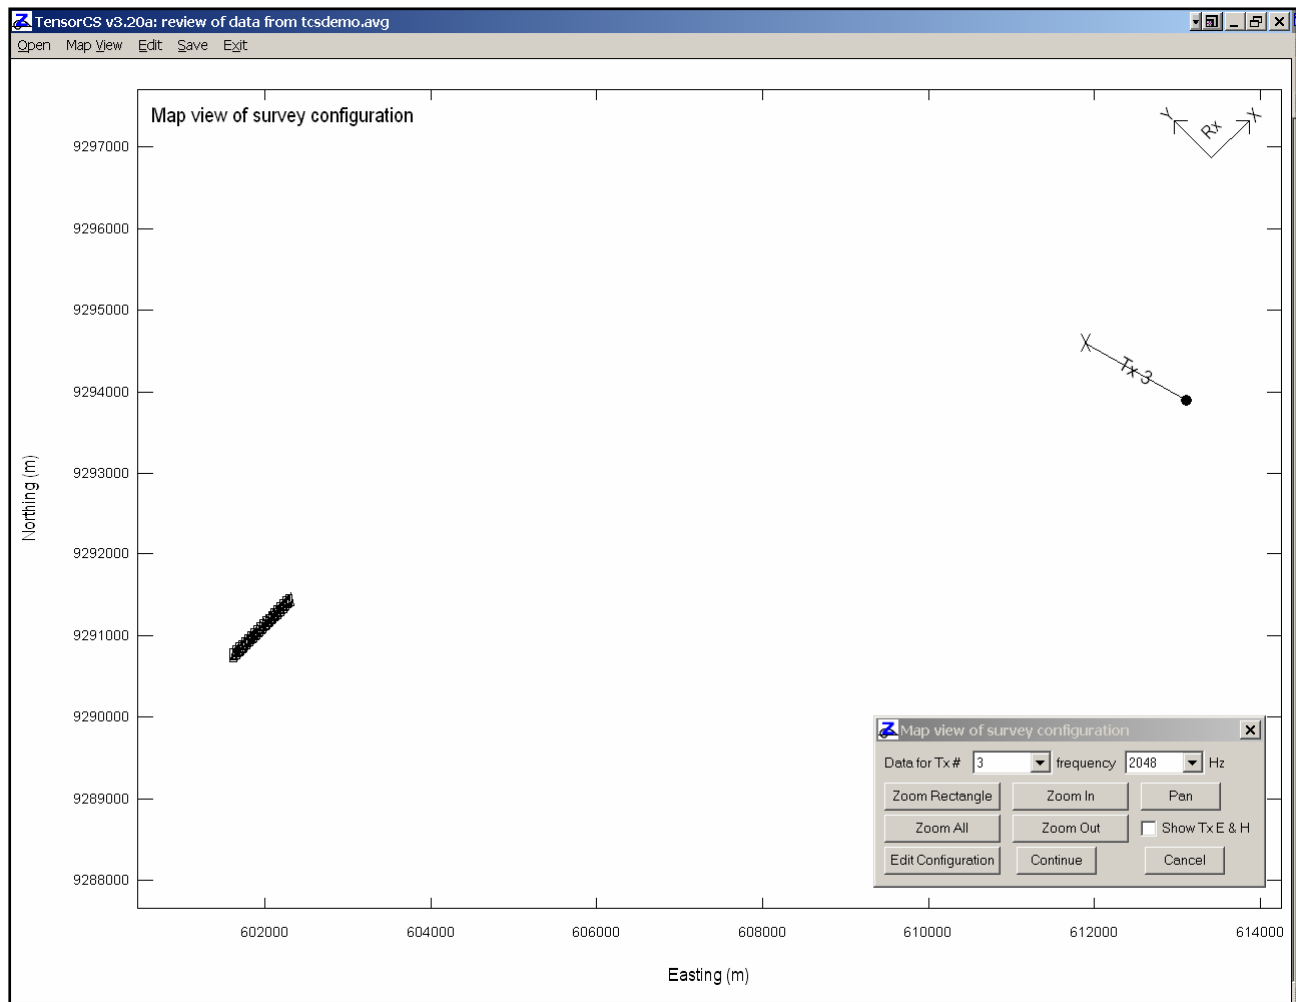 TensorCS v3.20a: review of data from tcsdemo.avg
Open Map View Edit Save Exit
Map view of survey configuration
Y Rx X
9297000
9296000
9295000
9294000
9293000
9292000
9291000
9290000
9289000
9288000
Northing (m)
X Tx 3
Map view of survey configuration
Data for Tx # 3 frequency 2048 Hz
Zoom Rectangle Zoom In Pan
Zoom All Zoom Out Show Tx E & H
Edit Configuration Continue Cancel
602000 604000 606000 608000 610000 612000 614000
Easting (m)